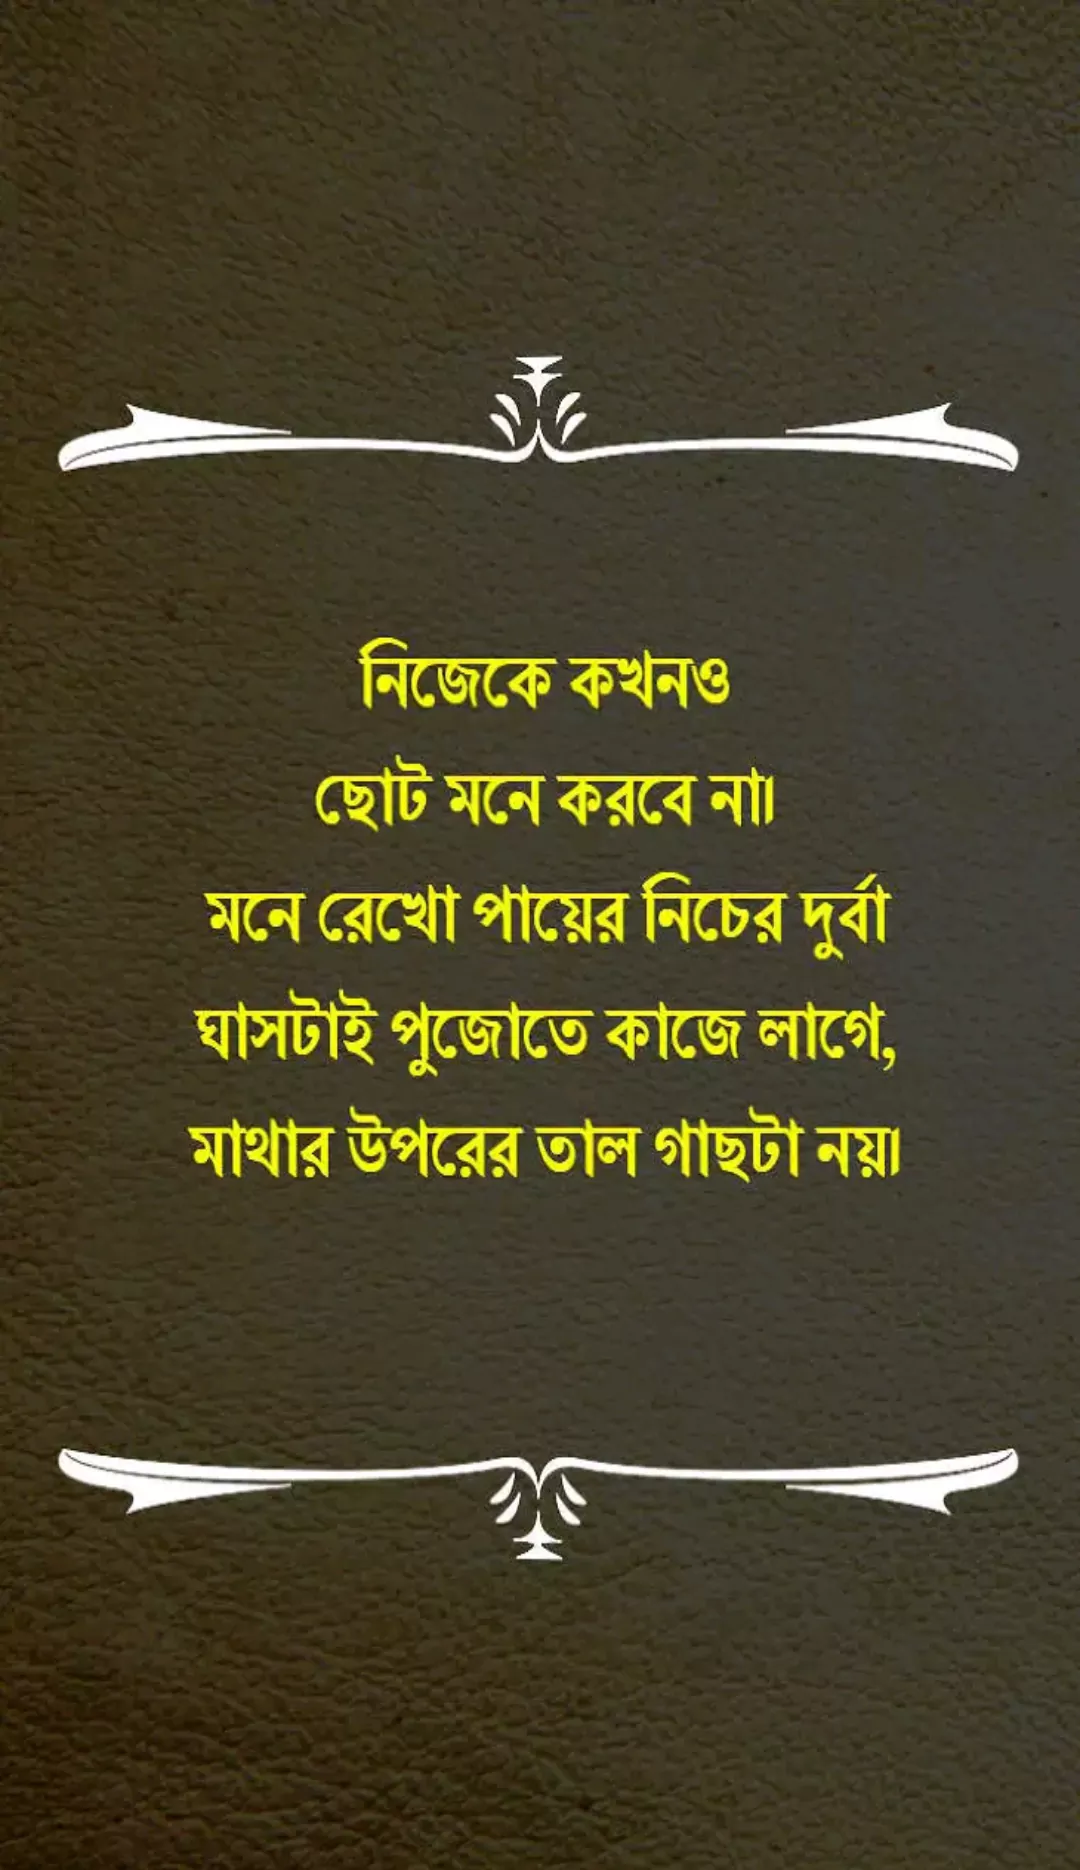 নিজেকে কখনও
ছোট মনে করবে না।
মনে রেখো পায়ের নিচের দুর্বা
ঘাসটাই পুজোতে কাজে লাগে,
মাথার উপরের তাল গাছটা নয়।